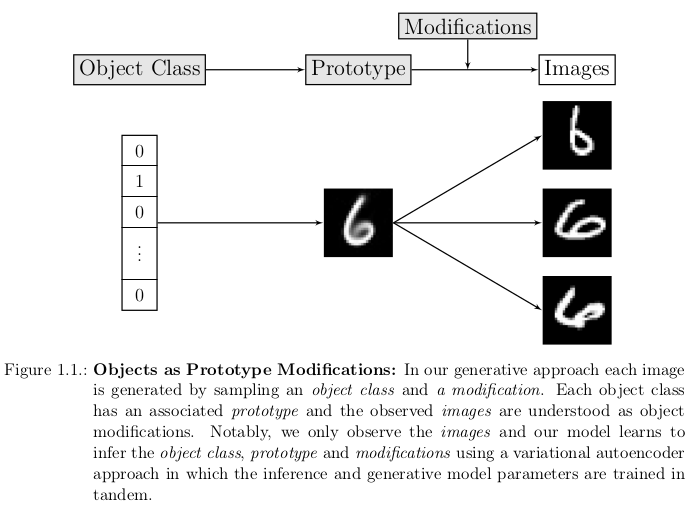 Modifications
Object Class
Prototype
Images
0
1
0
⋮
0
Figure 1.1.: Objects as Prototype Modifications: In our generative approach each image
is generated by sampling an object class and a modification. Each object class
has an associated prototype and the observed images are understood as object
modifications. Notably, we only observe the images and our model learns to
infer the object class, prototype and modifications using a variational autoencoder
approach in which the inference and generative model parameters are trained in
tandem.